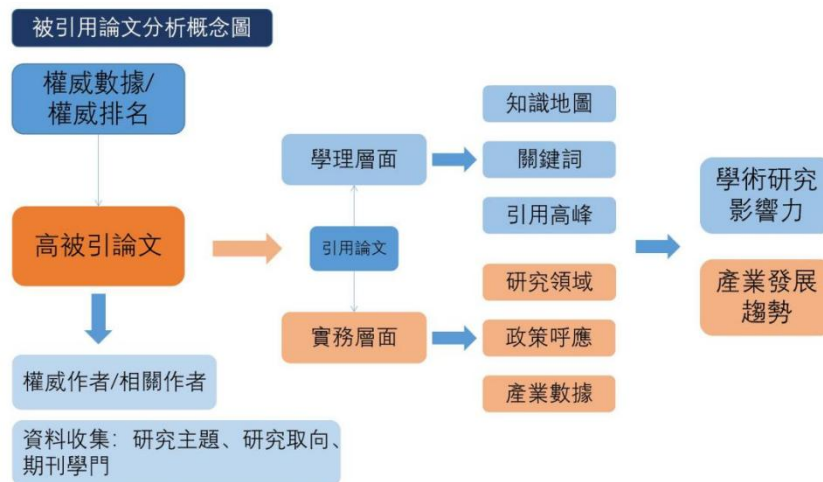 被引用論文分析概念圖
權威數據/
權威排名
高被引論文
權威作者/相關作者
資料收集：研究主題、研究取向、
期刊學門
學理層面
引用論文
實務層面
知識地圖
關鍵詞
引用高峰
研究領域
政策呼應
產業數據
學術研究
影響力
產業發展
趨勢